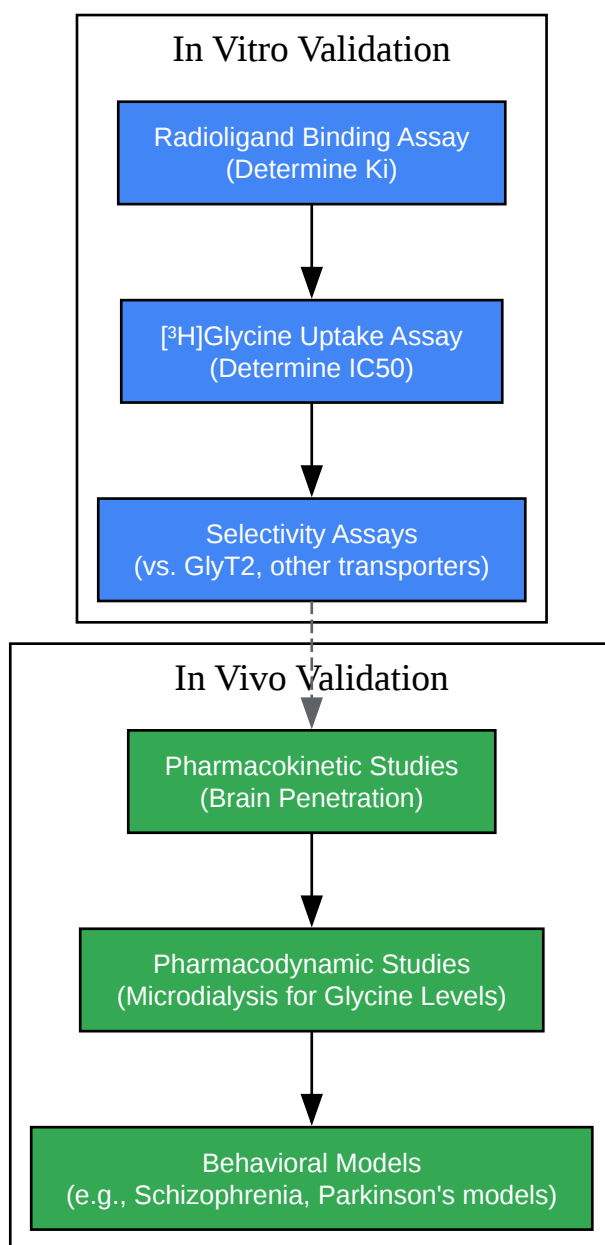 In Vitro Validation
Radioligand Binding Assay
(Determine Ki)
[³H]Glycine Uptake Assay
(Determine IC50)
Selectivity Assays
(vs. GlyT2, other transporters)
In Vivo Validation
Pharmacokinetic Studies
(Brain Penetration)
Pharmacodynamic Studies
(Microdialysis for Glycine Levels)
Behavioral Models
(e.g., Schizophrenia, Parkinson's models)